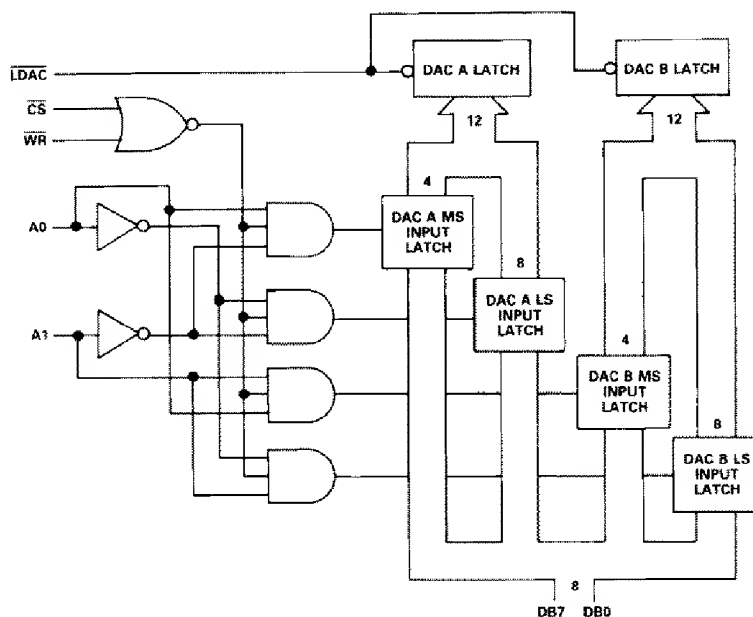 LDAC
CS
WR
A0
A1
DAC A LATCH
DAC B LATCH
12
12
4
DAC A MS
INPUT
LATCH
8
DAC A LS
INPUT
LATCH
4
DAC B MS
INPUT
LATCH
8
DAC B LS
INPUT
LATCH
8
DB7 DB0